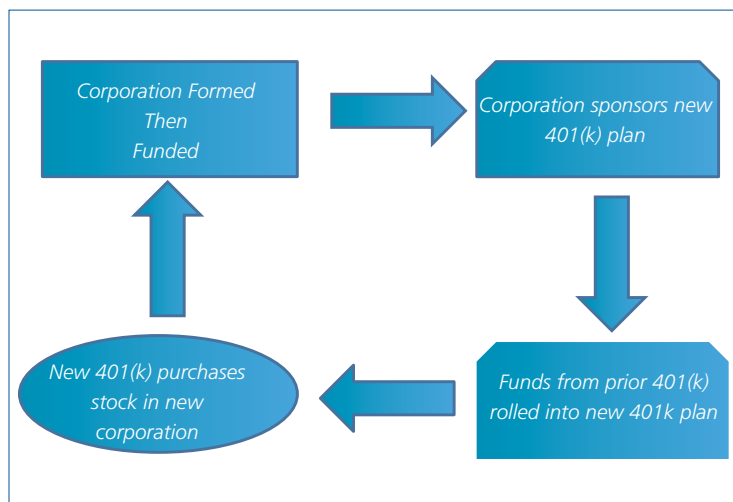 Corporation Formed
Then
Funded
Corporation sponsors new
401(k) plan
Funds from prior 401(k)
rolled into new 401k plan
New 401(k) purchases
stock in new
corporation